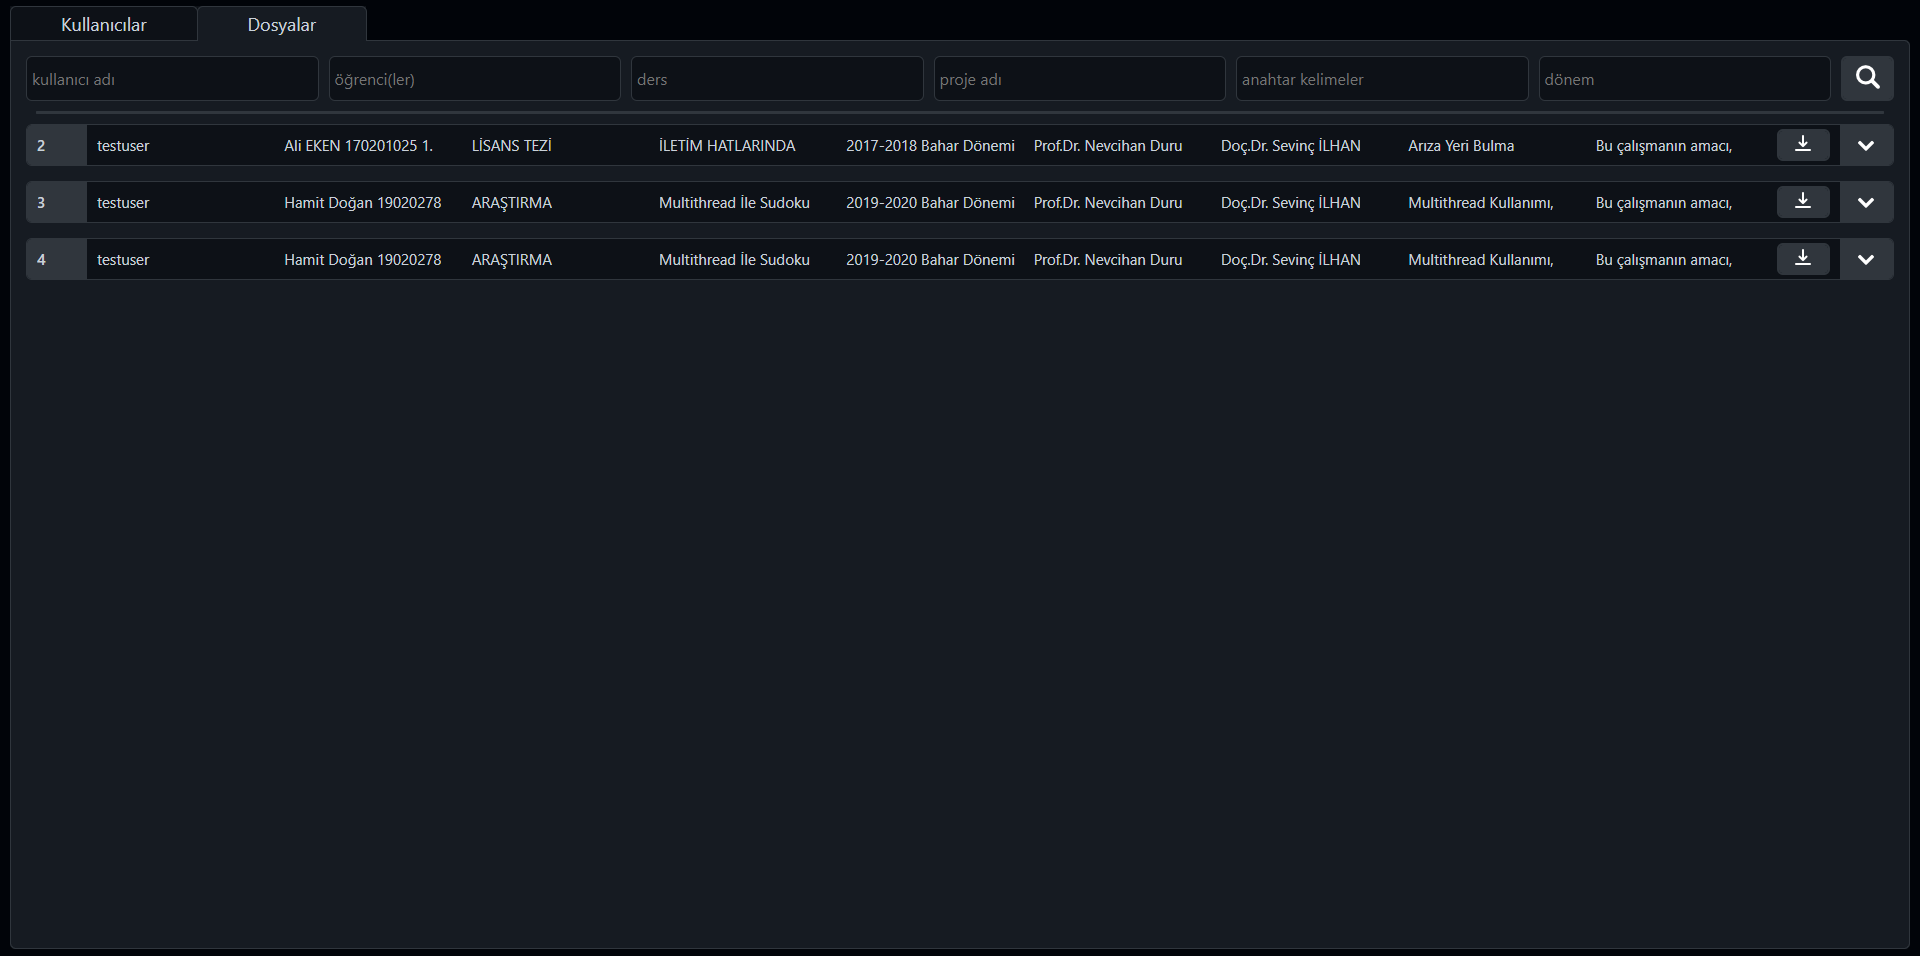 Kullanıcılar Dosyalar
kullanıcı adı öğrenci(ler) ders proje adı anahtar kelimeler dönem
2 testuser Ali EKEN 170201025 1. LİSANS TEZİ İLETİM HATLARINDA 2017-2018 Bahar Dönemi Prof.Dr. Nevcihan Duru Doç.Dr. Sevinç İLHAN Arıza Yeri Bulma Bu çalışmanın amacı,
3 testuser Hamit Doğan 19020278 ARAŞTIRMA Multithread İle Sudoku 2019-2020 Bahar Dönemi Prof.Dr. Nevcihan Duru Doç.Dr. Sevinç İLHAN Multithread Kullanımı, Bu çalışmanın amacı,
4 testuser Hamit Doğan 19020278 ARAŞTIRMA Multithread İle Sudoku 2019-2020 Bahar Dönemi Prof.Dr. Nevcihan Duru Doç.Dr. Sevinç İLHAN Multithread Kullanımı, Bu çalışmanın amacı,